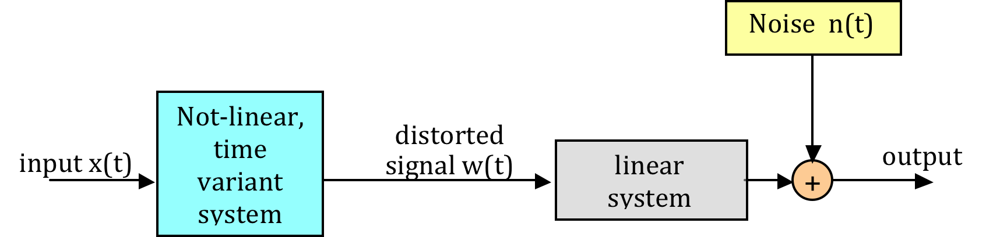 Noise n(t)
Not-linear,
time
variant
system
input x(t)
distorted
signal w(t)
linear
system
+
output